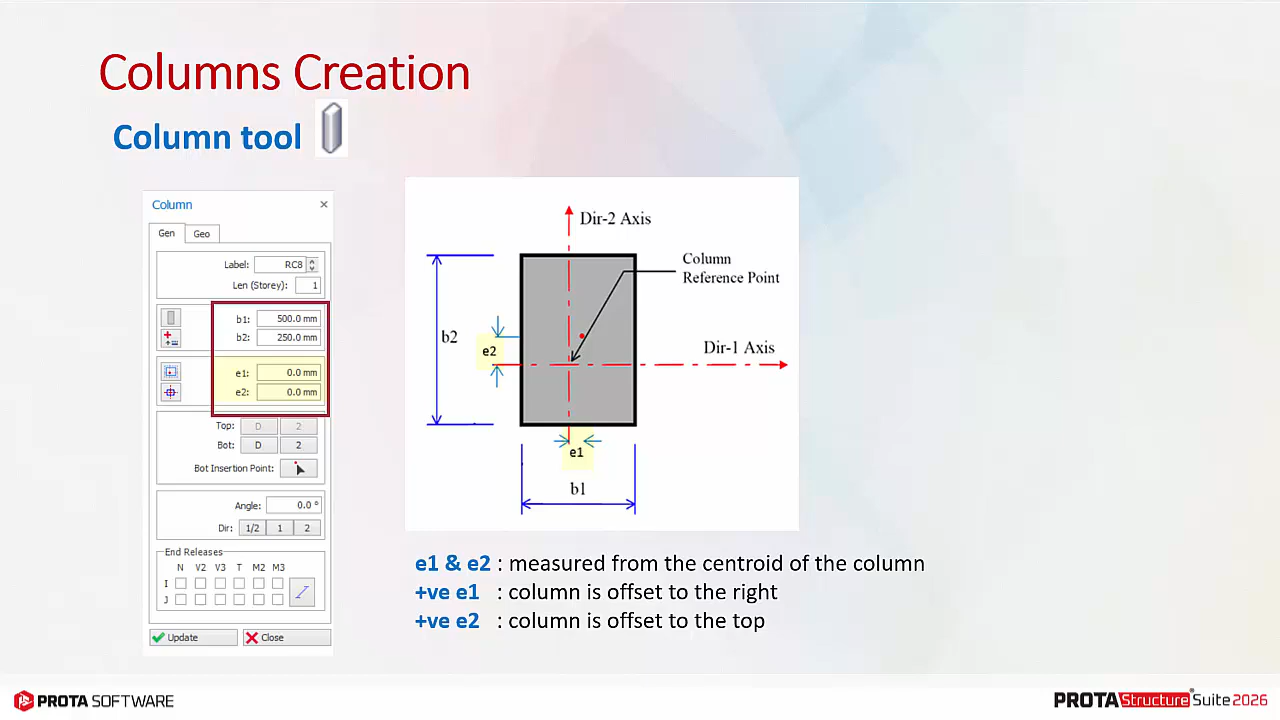 Columns Creation
Column tool
Column
Gen Geo
Label: RC8
Len (Storey): 1
b1: 500.0 mm
b2: 250.0 mm
e1: 0.0 mm
e2: 0.0 mm
Top: D 2
Bot: D 2
Bot Insertion Point:
Angle: 0.0 °
Dir: 1/2 1 2
End Releases
N V2 V3 T M2 M3
I
J
Update Close
Dir-2 Axis
Column
Reference Point
b2
e2
Dir-1 Axis
e1
b1
e1 & e2 : measured from the centroid of the column
+ve e1 : column is offset to the right
+ve e2 : column is offset to the top
PROTA SOFTWARE
PROTAStructure®Suite2026